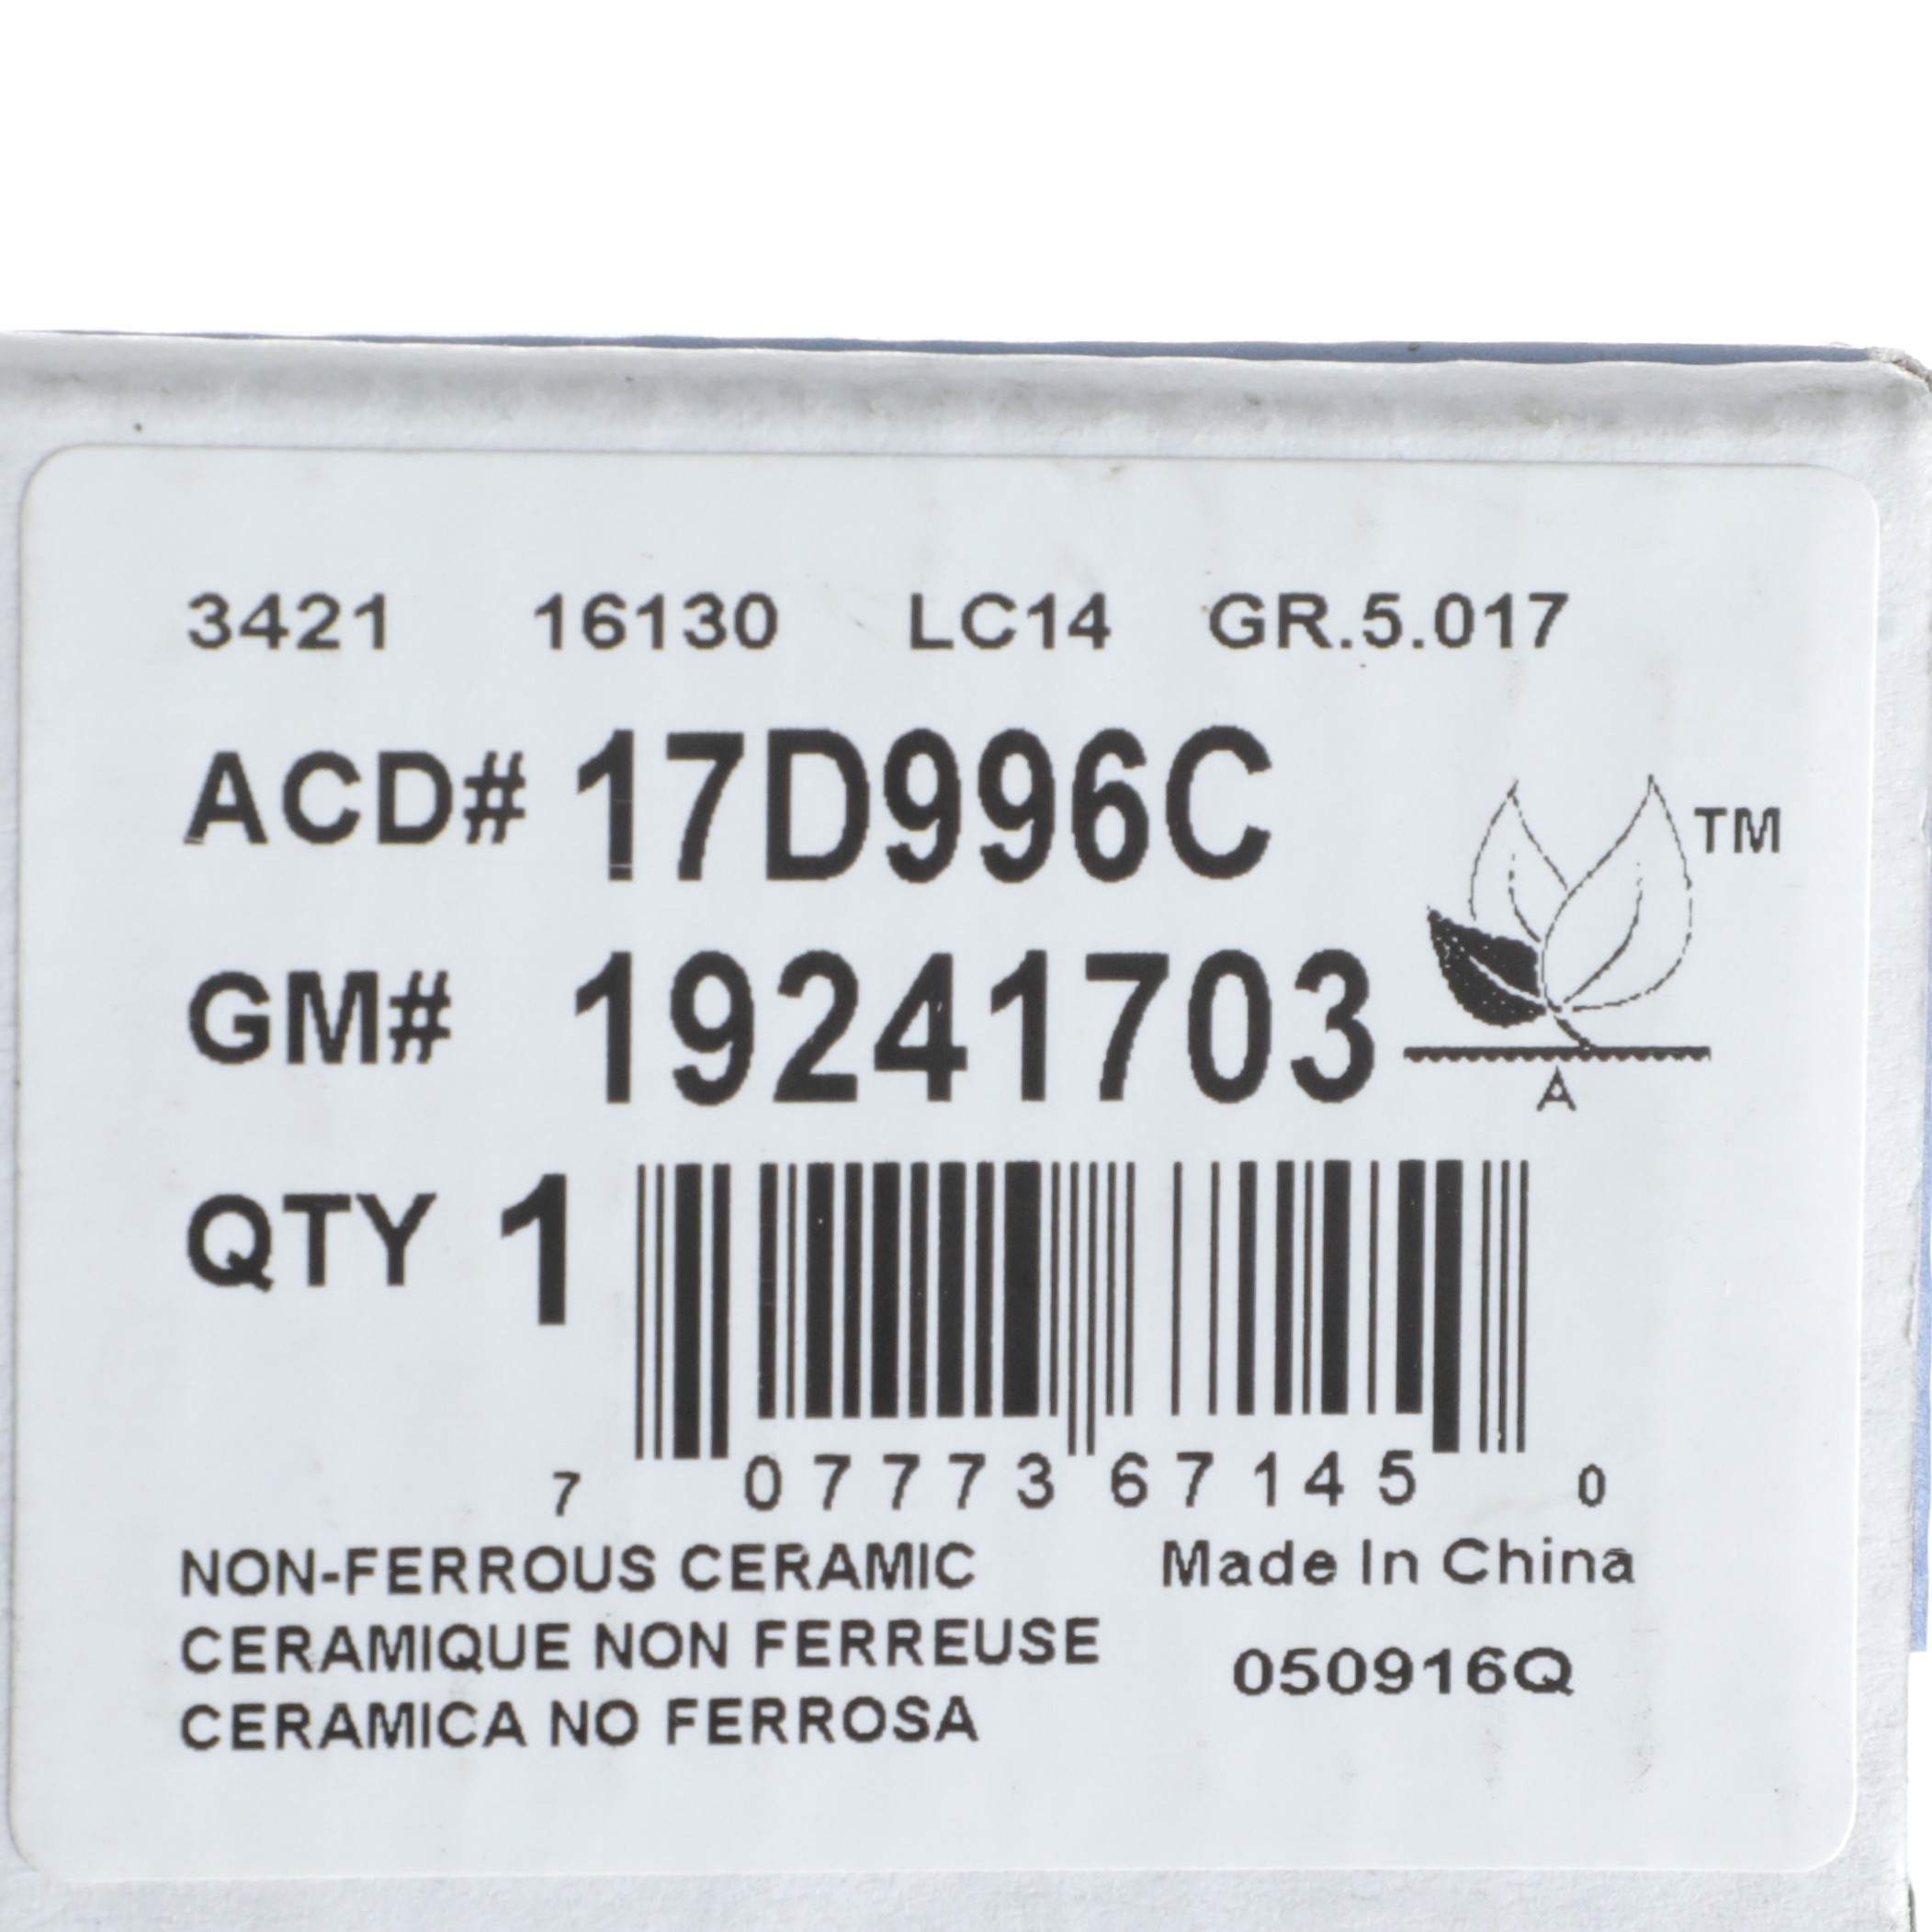 3421 16130 LC14 GR.5.017
ACD# 17D996C
TM
GM# 19241703
A
QTY 1
7 07773 67145 0
NON-FERROUS CERAMIC
Made In China
CERAMIQUE NON FERREUSE
050916Q
CERAMICA NO FERROSA